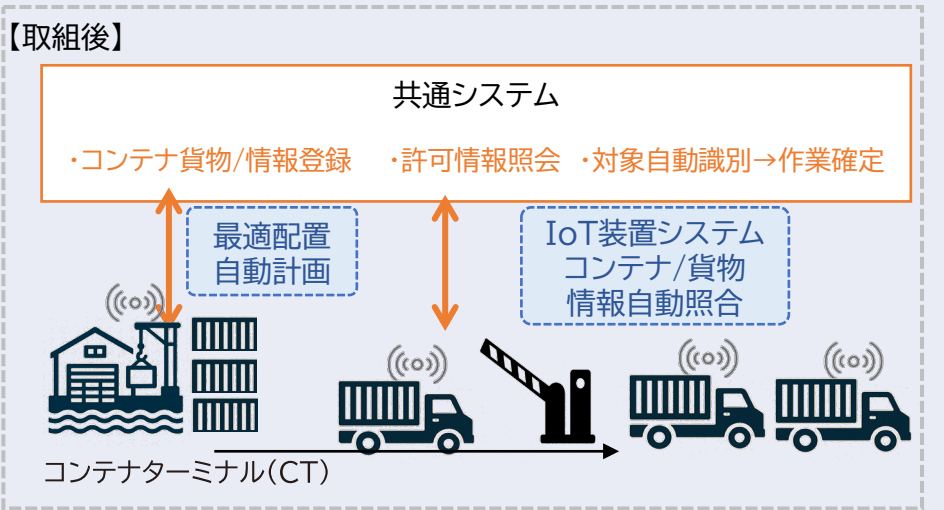 【取組後】
共通システム
・コンテナ貨物/情報登録 ・許可情報照会 ・対象自動識別→作業確定
最適配置
自動計画
IoT装置システム
コンテナ/貨物
情報自動照合
コンテナターミナル(CT)